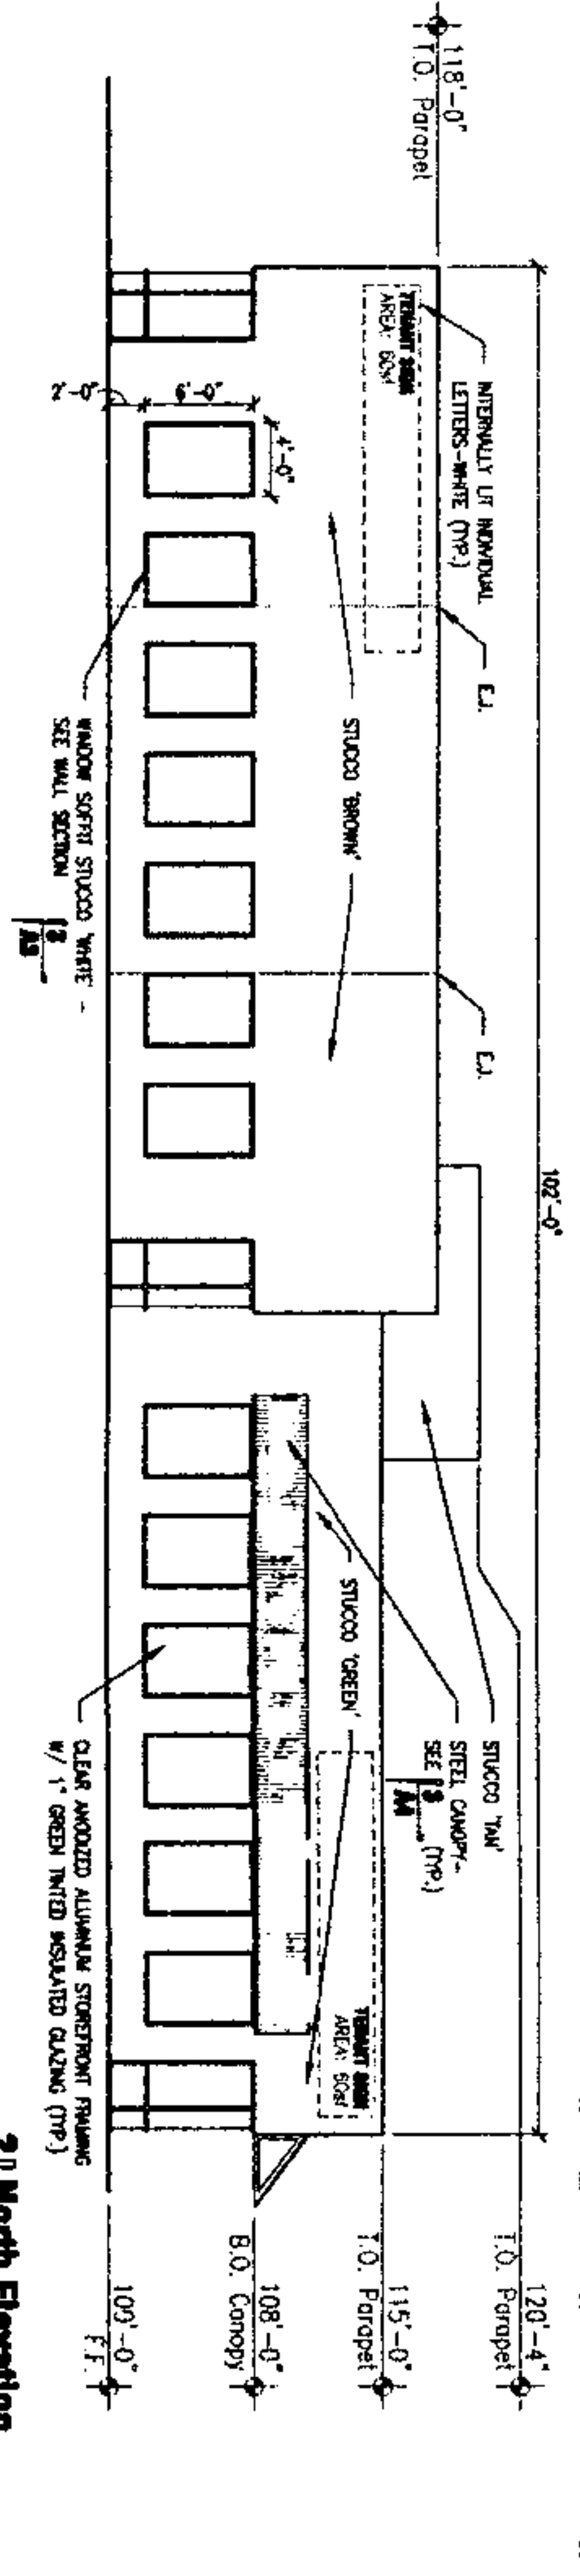 118'-0"
T.O. Parapet
TENANT SIGN
AREA: 60sf
INTERNALLY LIT INDIVIDUAL
LETTERS-WHITE (TYP.)
E.J.
E.J.
102'-0"
2'-0"
6'-0"
4'-0"
STUCCO 'BROWN'
WINDOW SOFFIT STUCCO 'WHITE' -
SEE WALL SECTION
STUCCO 'TAN'
STEEL CANOPY-
SEE (TYP.)
A4
STUCCO 'GREEN'
TENANT SIGN
AREA: 60sf
CLEAR ANODIZED ALUMINUM STOREFRONT FRAMING
W/ 1" GREEN TINTED INSULATED GLAZING (TYP.)
120'-4"
T.O. Parapet
115'-0"
T.O. Parapet
108'-0"
B.O. Canopy
100'-0"
F.F.
2 North Elevation